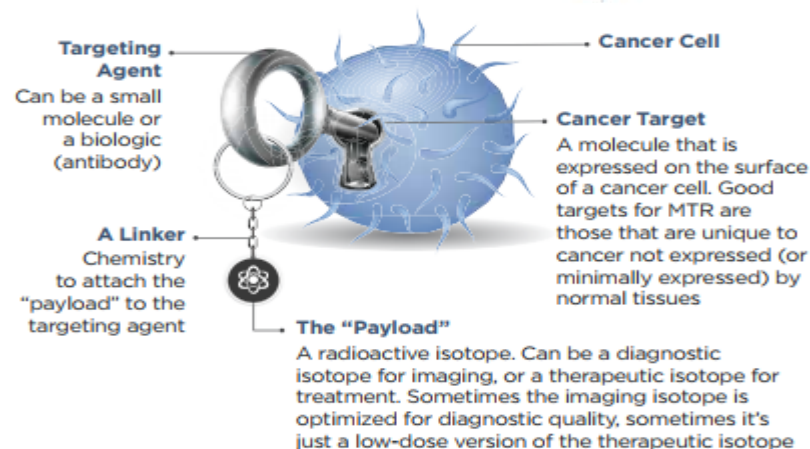 Targeting
Agent
Can be a small
molecule or
a biologic
(antibody)
Cancer Cell
Cancer Target
A molecule that is
expressed on the surface
of a cancer cell. Good
targets for MTR are
those that are unique to
cancer not expressed (or
minimally expressed) by
normal tissues
A Linker
Chemistry
to attach the
“payload” to the
targeting agent
The “Payload”
A radioactive isotope. Can be a diagnostic
isotope for imaging, or a therapeutic isotope for
treatment. Sometimes the imaging isotope is
optimized for diagnostic quality, sometimes it’s
just a low-dose version of the therapeutic isotope